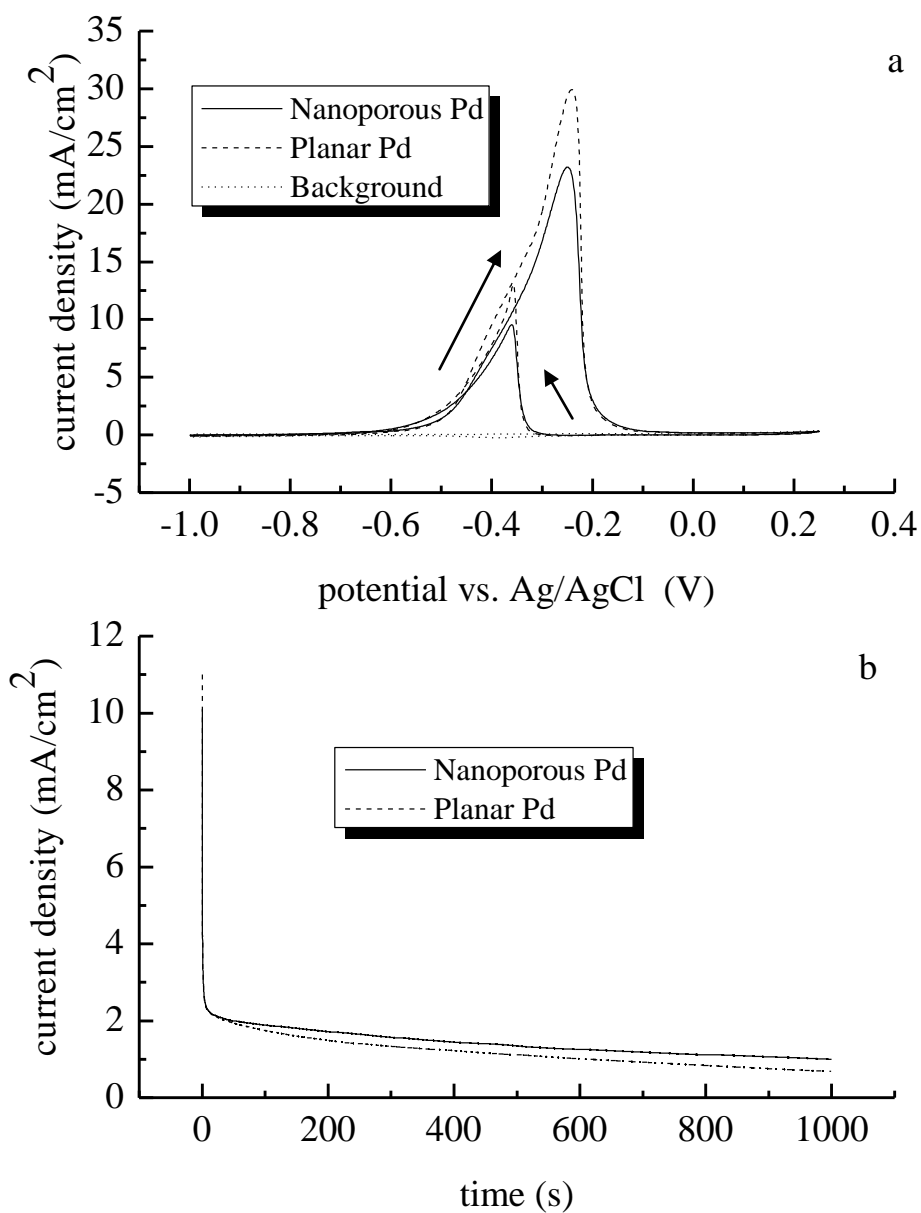 a
35
30
25
20
15
10
5
0
-5
current density (mA/cm²)
Nanoporous Pd
Planar Pd
Background
-1.0 -0.8 -0.6 -0.4 -0.2 0.0 0.2 0.4
potential vs. Ag/AgCl (V)
b
12
10
8
6
4
2
0
current density (mA/cm²)
Nanoporous Pd
Planar Pd
0 200 400 600 800 1000
time (s)